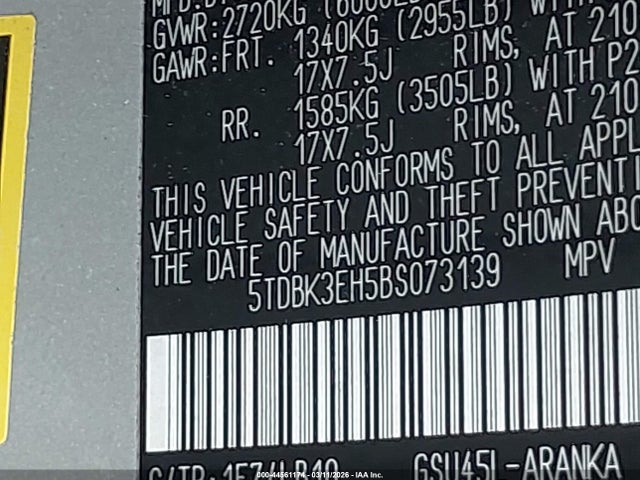 GVWR:2720KG
GAWR:FRT. 1340KG (2955LB) WITH
17X7.5J RIMS, AT 210
RR. 1585KG (3505LB) WITH P2
17X7.5J RIMS, AT 210
THIS VEHICLE CONFORMS TO ALL APPL
VEHICLE SAFETY AND THEFT PREVENTI
THE DATE OF MANUFACTURE SHOWN ABO
5TDBK3EH5BS073139 MPV
GSU45L-ARANKA
000-44561174 - 03/11/2026 - IAA Inc.